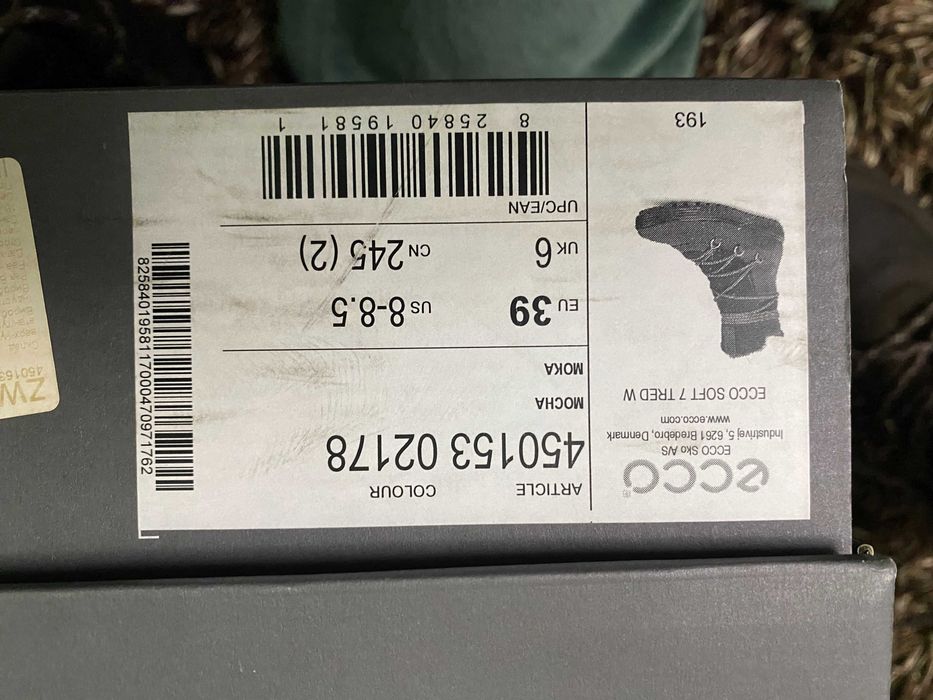 ecco
ECCO Sko A/S
Industrivej 5, 6261 Bredebro, Denmark
www.ecco.com
ECCO SOFT 7 TRED W
193
ARTICLE COLOUR
450153 02178
MOCHA
MOKA
EU 39 US 8-8.5
UK 6 CN 245 (2)
UPC/EAN
8 25840 19581 1
82584019581170004709711762
ZW